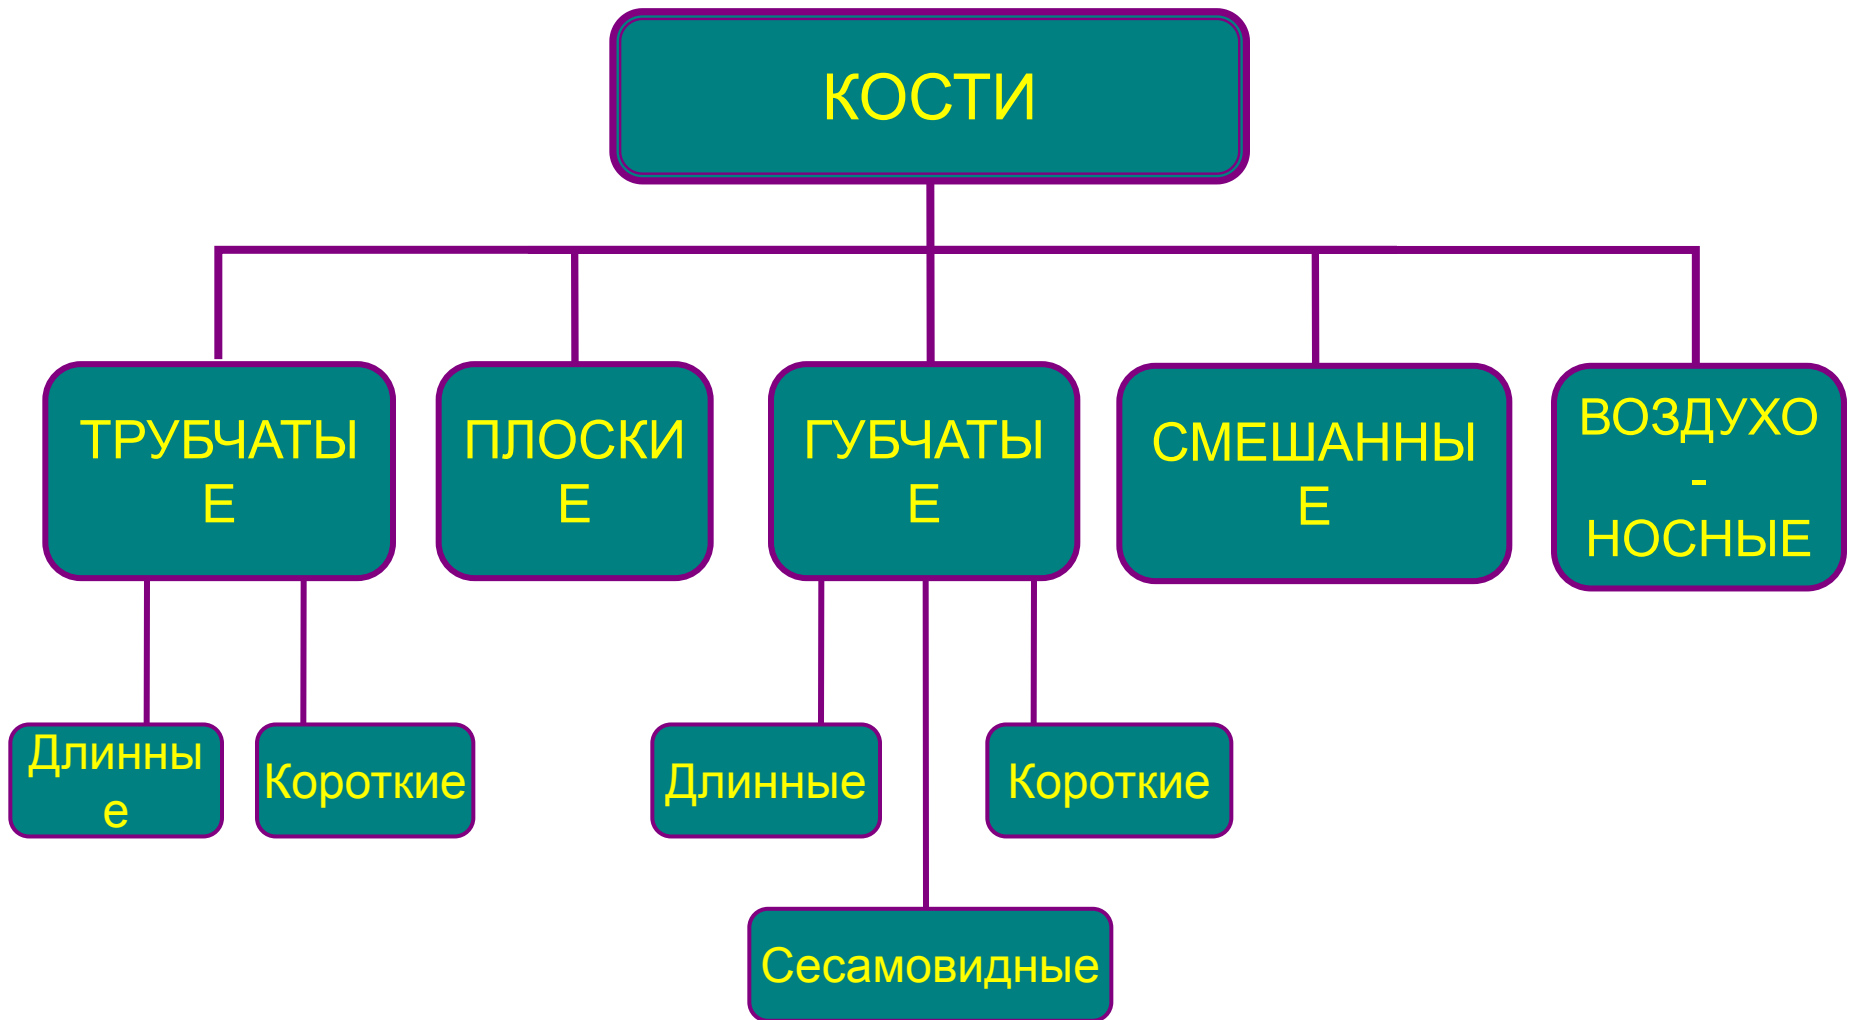 КОСТИ
ТРУБЧАТЫ
Е
ПЛОСКИ
Е
ГУБЧАТЫ
Е
СМЕШАННЫ
Е
ВОЗДУХО
-
НОСНЫЕ
Длинны
е
Короткие
Длинные
Короткие
Сесамовидные